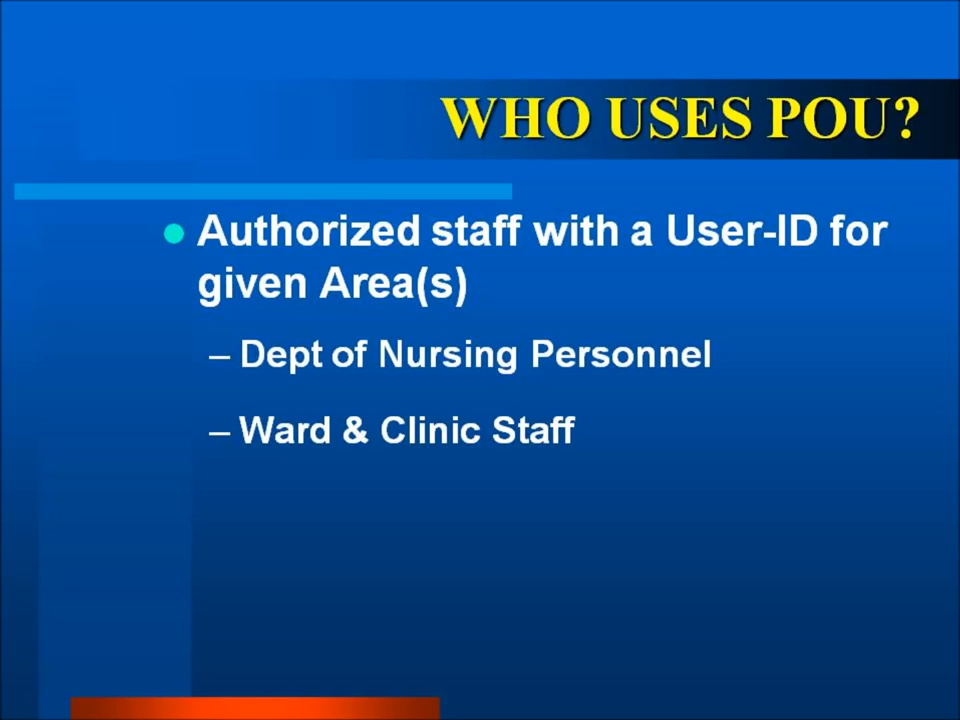 WHO USES POU?
● Authorized staff with a User-ID for
given Area(s)
– Dept of Nursing Personnel
– Ward & Clinic Staff